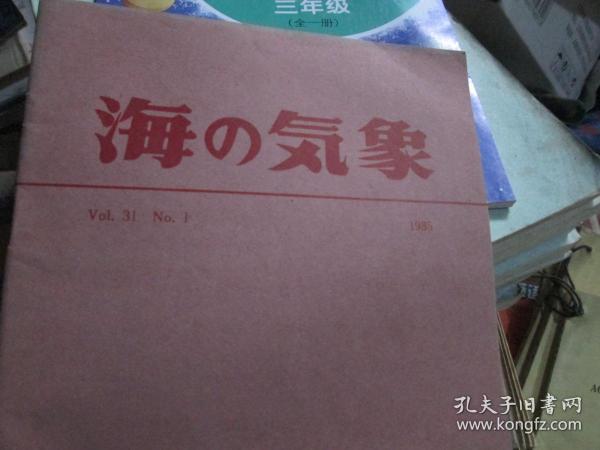 三年级
(全一册)
海の気象
Vol. 31 No. 1
1985
孔夫子旧书网
www.kongfz.com